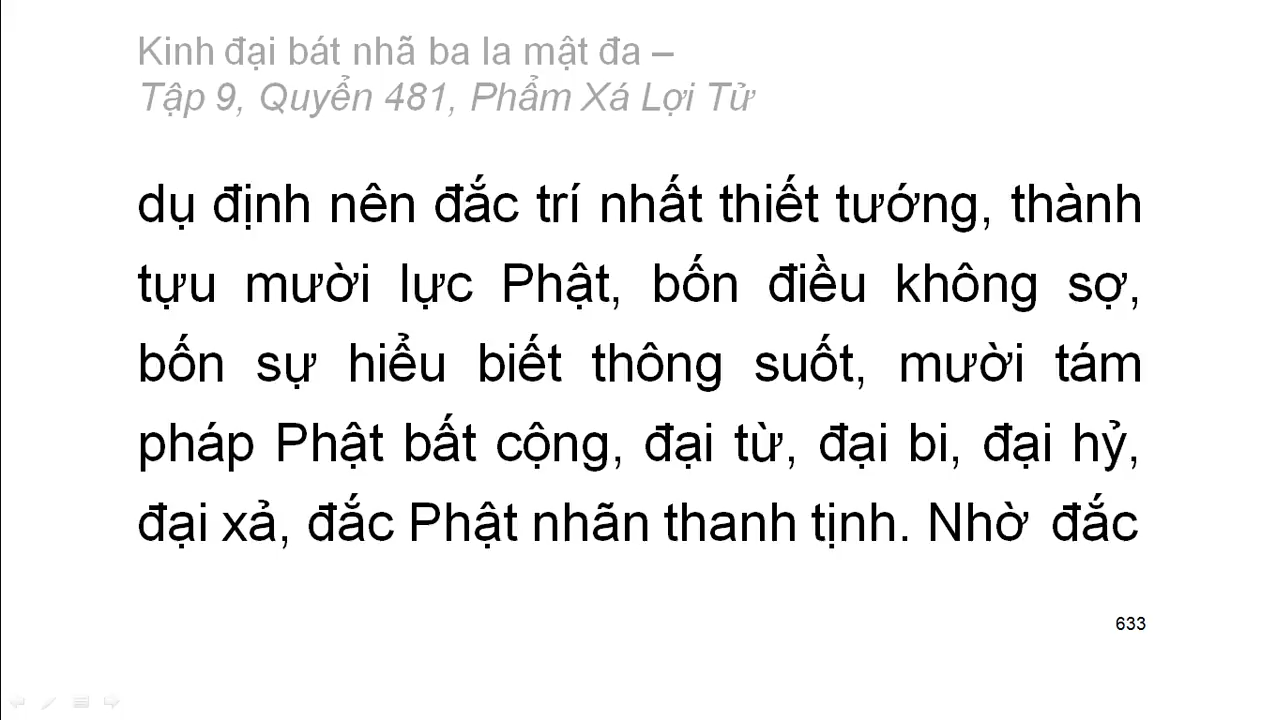 Kinh đại bát nhã ba la mật đa –
Tập 9, Quyển 481, Phẩm Xá Lợi Tử
dụ định nên đắc trí nhất thiết tướng, thành
tựu mười lực Phật, bốn điều không sợ,
bốn sự hiểu biết thông suốt, mười tám
pháp Phật bất cộng, đại từ, đại bi, đại hỷ,
đại xả, đắc Phật nhãn thanh tịnh. Nhờ đắc
633